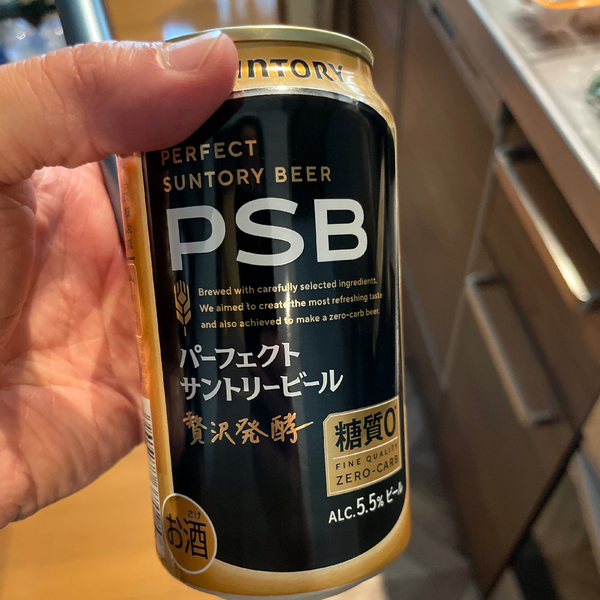 PERFECT
SUNTORY BEER
PSB
Brewed with carefully selected ingredients.
We aimed to create the most refreshing taste
and also achieved to make a zero-carb beer.
パーフェクト
サントリービール
贅沢発酵
糖質0*
FINE QUALITY
ZERO-CARB
ALC.5.5% ビール
さけ
お酒